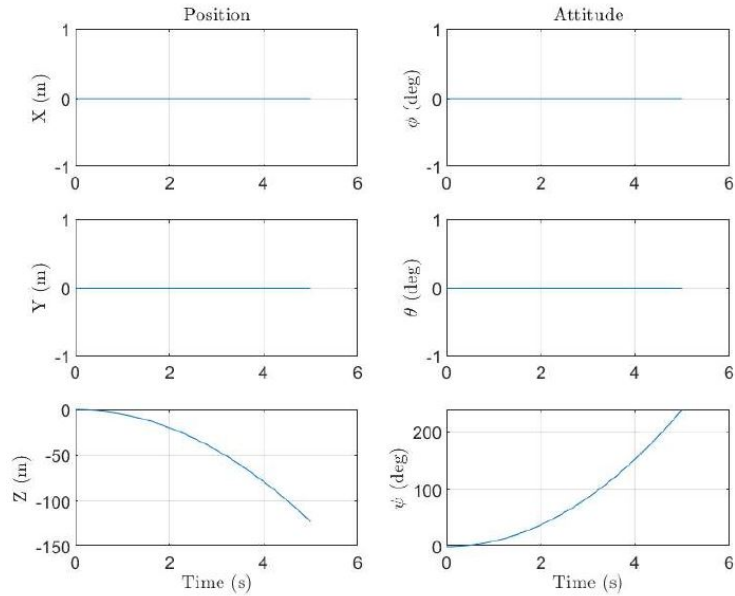 Position
1
0
-1
X (m)
0 2 4 6
Attitude
1
0
-1
ϕ (deg)
0 2 4 6
1
0
-1
Y (m)
0 2 4 6
1
0
-1
θ (deg)
0 2 4 6
0
-50
-100
-150
Z (m)
0 2 4 6
Time (s)
200
100
0
ψ (deg)
0 2 4 6
Time (s)